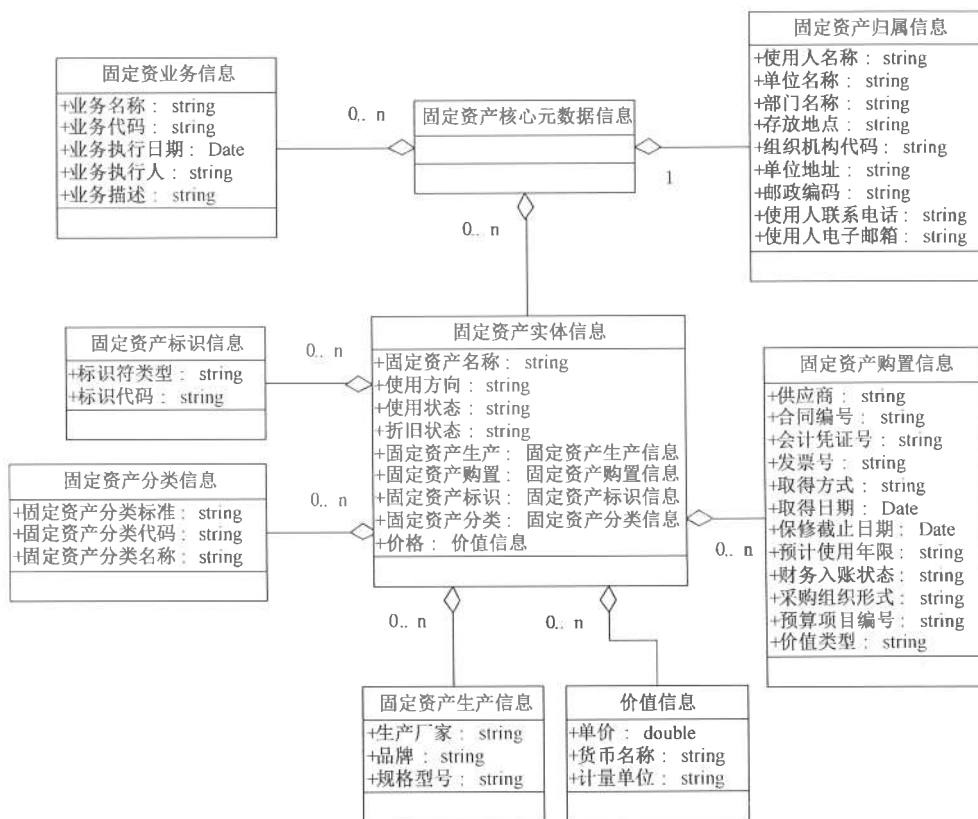 固定资业务信息
+业务名称： string
+业务代码： string
+业务执行日期： Date
+业务执行人： string
+业务描述： string
0.. n
固定资产核心元数据信息
0.. n
1
固定资产归属信息
+使用人名称： string
+单位名称： string
+部门名称： string
+存放地点： string
+组织机构代码： string
+单位地址： string
+邮政编码： string
+使用人联系电话： string
+使用人电子邮箱： string
固定资产标识信息
+标识符类型： string
+标识代码： string
0.. n
固定资产分类信息
+固定资产分类标准： string
+固定资产分类代码： string
+固定资产分类名称： string
0.. n
固定资产实体信息
+固定资产名称： string
+使用方向： string
+使用状态： string
+折旧状态： string
+固定资产生产： 固定资产生产信息
+固定资产购置： 固定资产购置信息
+固定资产标识： 固定资产标识信息
+固定资产分类： 固定资产分类信息
+价格： 价值信息
固定资产购置信息
+供应商： string
+合同编号： string
+会计凭证号： string
+发票号： string
+取得方式： string
+取得日期： Date
+保修截止日期： Date
+预计使用年限： string
+财务入账状态： string
+采购组织形式： string
+预算项目编号： string
+价值类型： string
0.. n
0.. n
0.. n
固定资产生产信息
+生产厂家： string
+品牌： string
+规格型号： string
价值信息
+单价： double
+货币名称： string
+计量单位： string